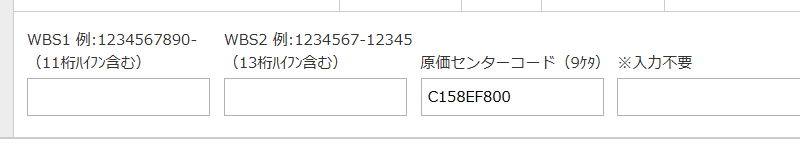 WBS1 例:1234567890-
（11桁ﾊｲﾌﾝ含む）
WBS2 例:1234567-12345
（13桁ﾊｲﾌﾝ含む）
原価センターコード（9ｹﾀ）
※入力不要
C158EF800